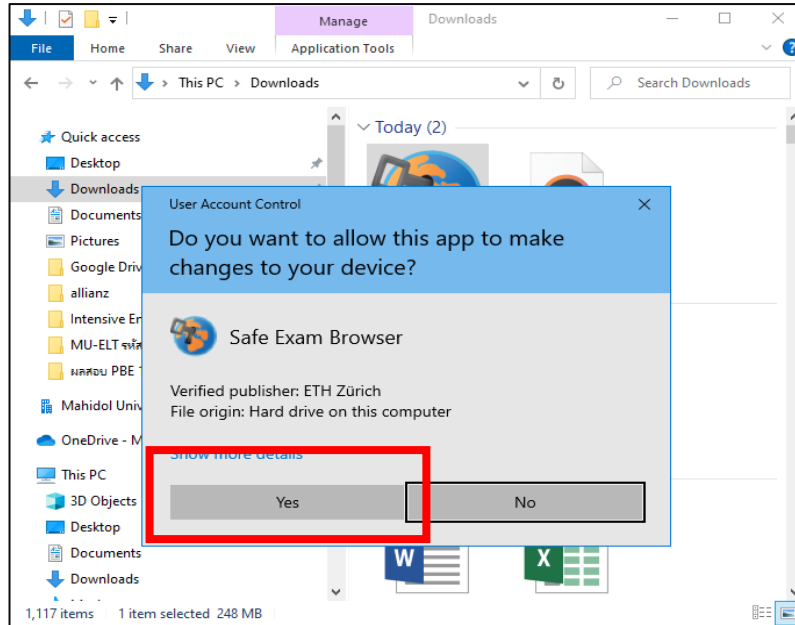 Manage
Downloads
File
Home
Share
View
Application Tools
This PC
Downloads
Search Downloads
Quick access
Desktop
Downloads
Documents
Pictures
Google Driv
allianz
Intensive Er
MU-ELT รหัส
ผลสอบ PBE
Mahidol Univ
OneDrive - M
This PC
3D Objects
Desktop
Documents
Downloads
Today (2)
User Account Control
Do you want to allow this app to make
changes to your device?
Safe Exam Browser
Verified publisher: ETH Zürich
File origin: Hard drive on this computer
Show more details
Yes
No
W
X
1,117 items
1 item selected 248 MB